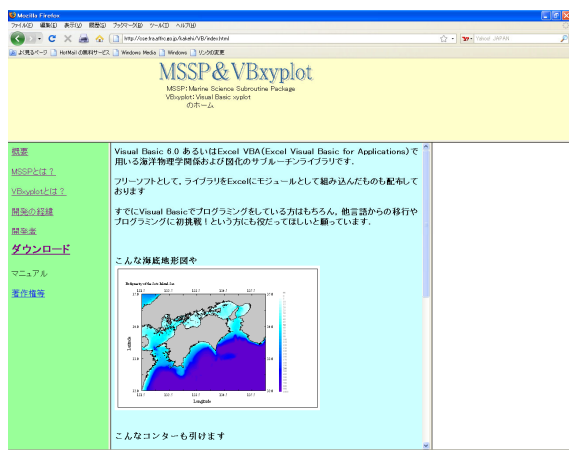 Mozilla Firefox
ファイル(F) 編集(E) 表示(V) 履歴(S) ブックマーク(B) ツール(T) ヘルプ(H)
よく見るページ HotMail の無料サービス Windows Media Windows リンクの変更
Yahoo! JAPAN
MSSP&VBxyplot
MSSP:Marine Science Subroutine Package
VBxyplot:Visual Basic xyplot
のホーム
概要
MSSPとは？
VBxyplotとは？
開発の経緯
開発者
ダウンロード
マニュアル
著作権等
Visual Basic 6.0 あるいはExcel VBA(Excel Visual Basic for Applications)で
用いる海洋物理学関係および図化のサブルーチンライブラリです.
フリーソフトとして, ライブラリをExcelにモジュールとして組み込んだものも配布して
おります
すでにVisual Basicでプログラミングをしている方はもちろん, 他言語からの移行や
プログラミングに初挑戦！という方にも役だってほしいと願っています.
こんな海底地形図や
Longitude
Latitude
こんなコンターも引けます